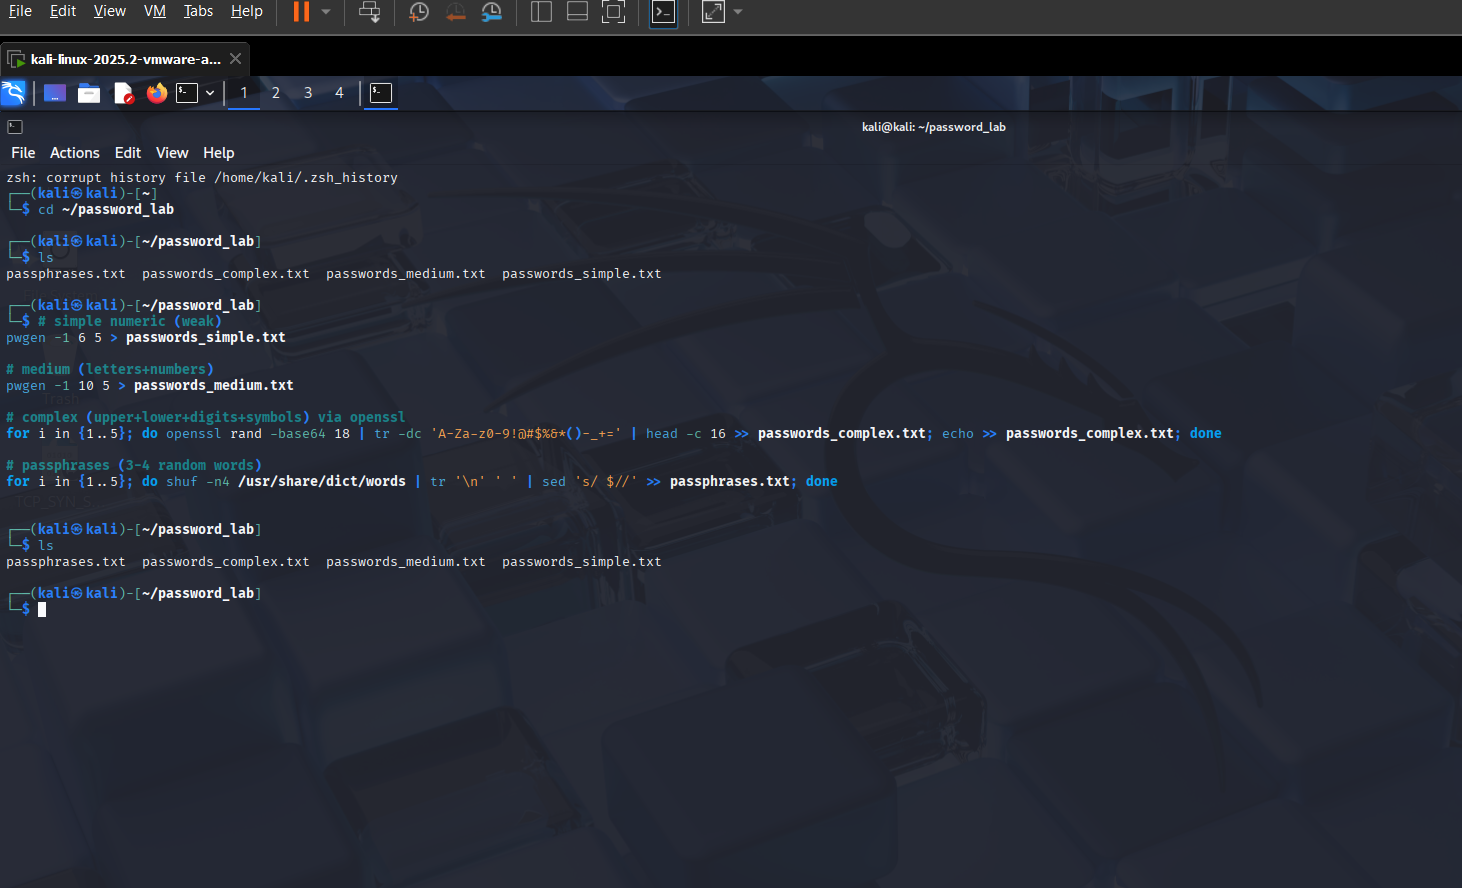 File Edit View VM Tabs Help
kali-linux-2025.2-vmware-a...
1 2 3 4
kali@kali: ~/password_lab
File Actions Edit View Help
zsh: corrupt history file /home/kali/.zsh_history
┌──(kali㉿kali)-[~]
└─$ cd ~/password_lab
┌──(kali㉿kali)-[~/password_lab]
└─$ ls
passphrases.txt passwords_complex.txt passwords_medium.txt passwords_simple.txt
┌──(kali㉿kali)-[~/password_lab]
└─$ # simple numeric (weak)
pwgen -1 6 5 > passwords_simple.txt
# medium (letters+numbers)
pwgen -1 10 5 > passwords_medium.txt
Trash
# complex (upper+lower+digits+symbols) via openssl
for i in {1..5}; do openssl rand -base64 18 | tr -dc 'A-Za-z0-9!@#$%&*()-_+=' | head -c 16 >> passwords_complex.txt; echo >> passwords_complex.txt; done
# passphrases (3-4 random words)
for i in {1..5}; do shuf -n4 /usr/share/dict/words | tr '\n' ' ' | sed 's/ $//' >> passphrases.txt; done
TCP_SYN_S...
┌──(kali㉿kali)-[~/password_lab]
└─$ ls
passphrases.txt passwords_complex.txt passwords_medium.txt passwords_simple.txt
┌──(kali㉿kali)-[~/password_lab]
└─$